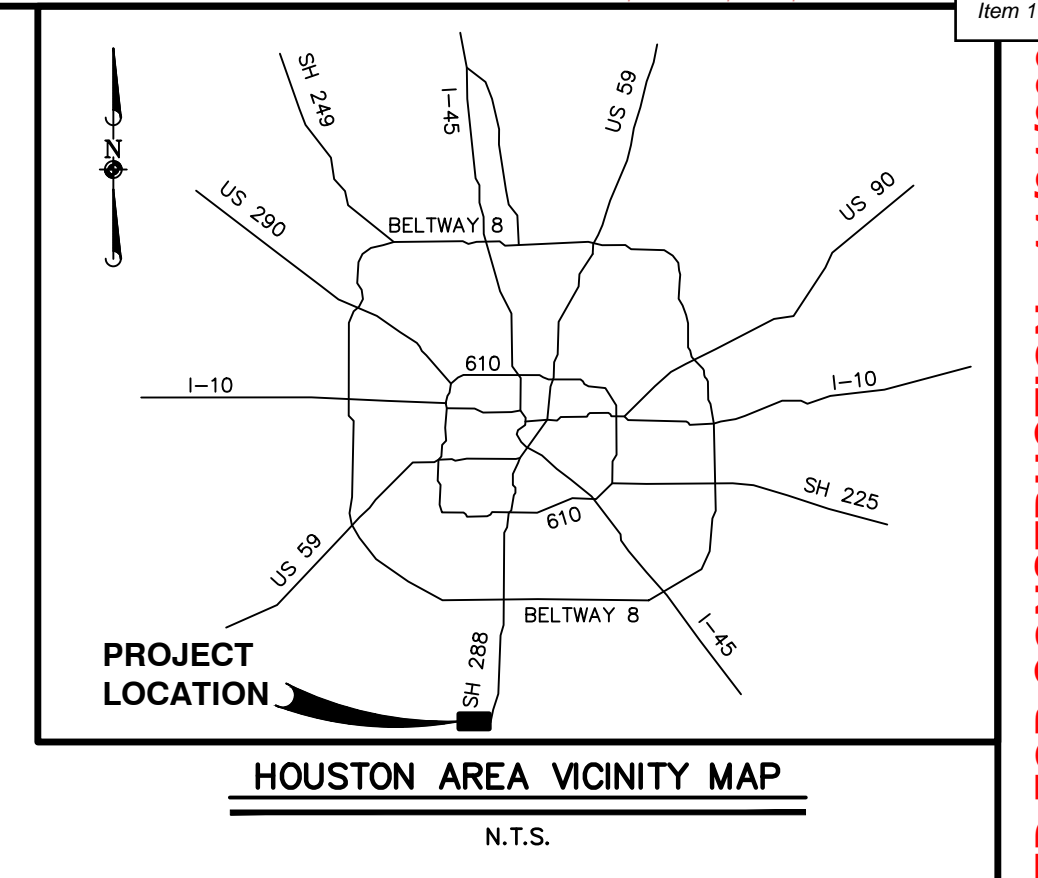 Item 1
SH 249
I-45
US 59
N
US 290
US 90
BELTWAY 8
610
I-10
I-10
SH 225
610
US 59
BELTWAY 8
I-45
SH 288
PROJECT
LOCATION
HOUSTON AREA VICINITY MAP
N.T.S.